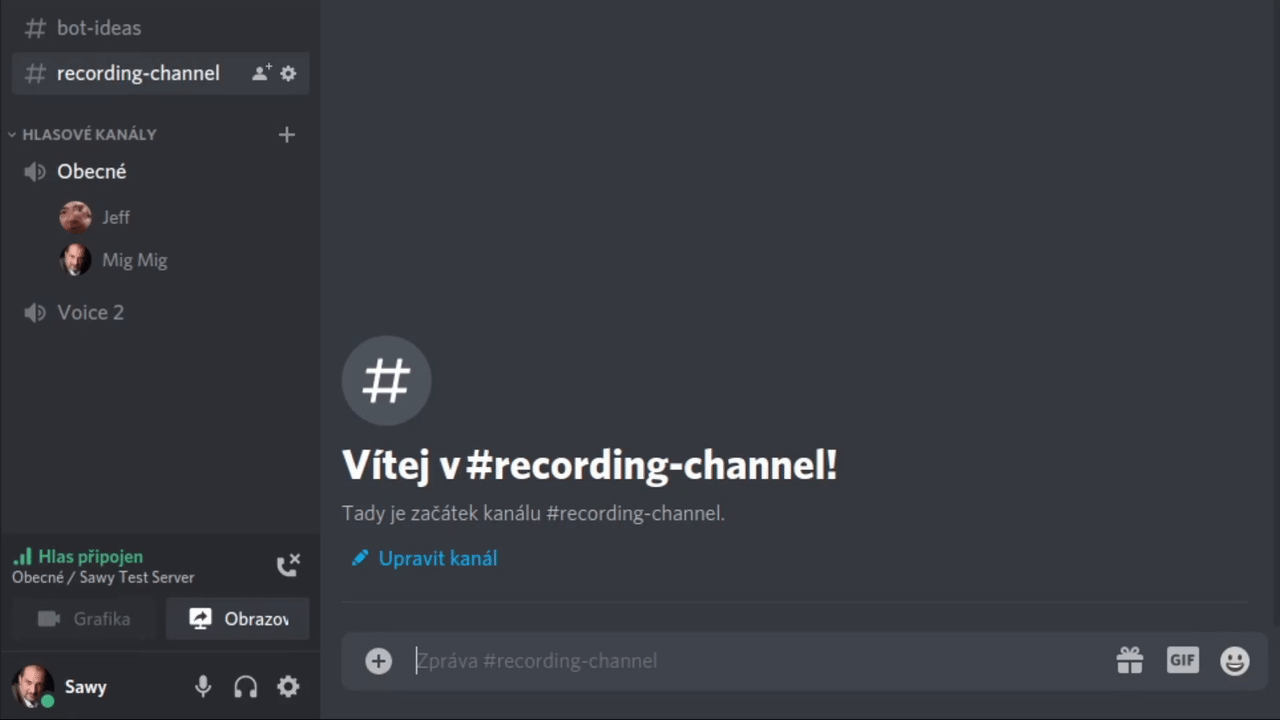 bot-ideas
recording-channel
HLASOVÉ KANÁLY
Obecné
Jeff
Mig Mig
Voice 2
Vítej v #recording-channel!
Tady je začátek kanálu #recording-channel.
Upravit kanál
Hlas připojen
Obecné / Sawy Test Server
Grafika
Obrazov
Zpráva #recording-channel
GIF
Sawy